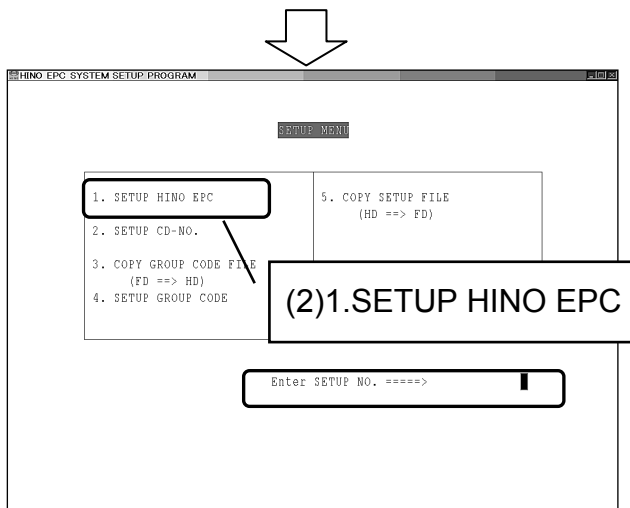 HINO EPC SYSTEM SETUP PROGRAM
SETUP MENU
1. SETUP HINO EPC
2. SETUP CD-NO.
3. COPY GROUP CODE FILE
(FD ==> HD)
4. SETUP GROUP CODE
5. COPY SETUP FILE
(HD ==> FD)
(2)1.SETUP HINO EPC
Enter SETUP NO. =====>